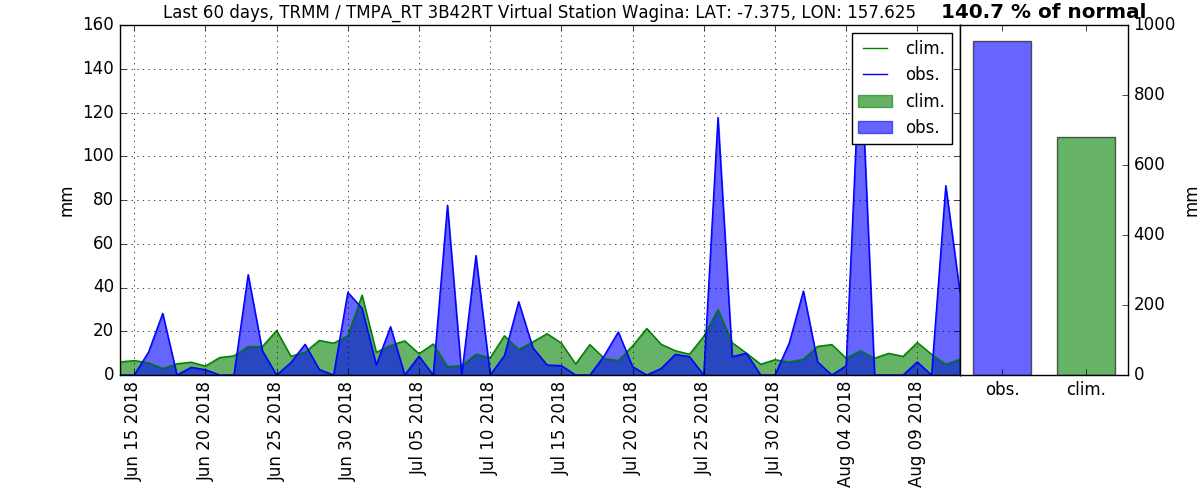 Last 60 days, TRMM / TMPA_RT 3B42RT Virtual Station Wagina: LAT: -7.375, LON: 157.625
140.7 % of normal
160
140
120
100
80
60
40
20
0
mm
clim.
obs.
clim.
obs.
Jun 15 2018
Jun 20 2018
Jun 25 2018
Jun 30 2018
Jul 05 2018
Jul 10 2018
Jul 15 2018
Jul 20 2018
Jul 25 2018
Jul 30 2018
Aug 04 2018
Aug 09 2018
1000
800
600
400
200
0
mm
obs.
clim.